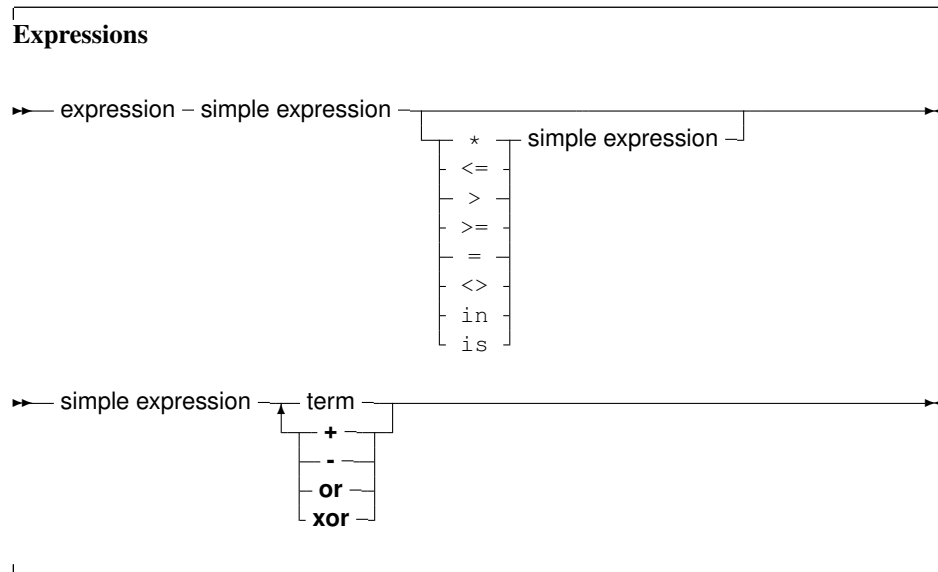 Expressions
expression simple expression
* simple expression
<=
>
>=
=
<>
in
is
simple expression term
+
-
or
xor